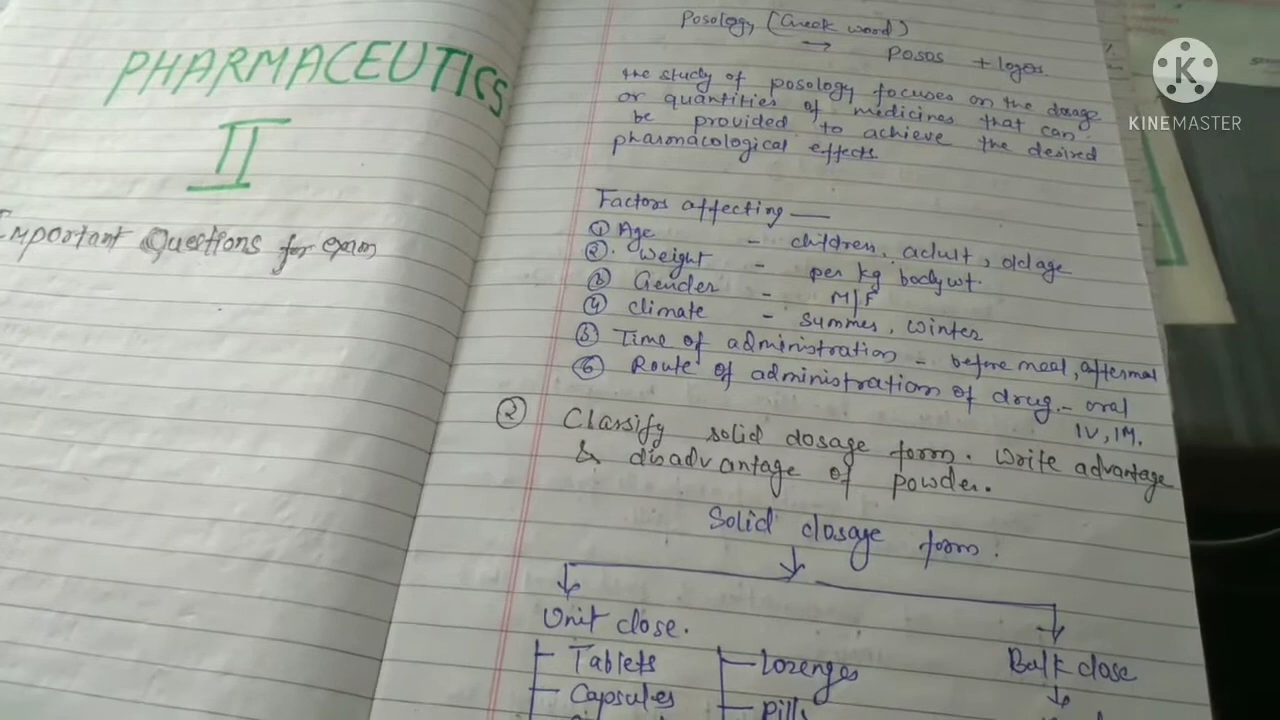 PHARMACEUTICS
II
Important Questions for exam
Posology (Greek word)
→ Posos + logos
the study of posology focuses on the dosage
or quantities of medicines that can
be provided to achieve the desired
pharmacological effects
Factors affecting —
① Age - children, adult, oldage
②. Weight - per kg body wt.
③ Gender - M/F
④ climate - summer, winter
⑤ Time of administration - before meal, aftermeal
⑥ Route of administration of drug - oral
IV, IM.
② Classify solid dosage form. Write advantage
& disadvantage of powder.
Solid dosage form.
Unit dose.
Bulk dose
Tablets
Lozenges
Capsules
Pills
K
KINEMASTER